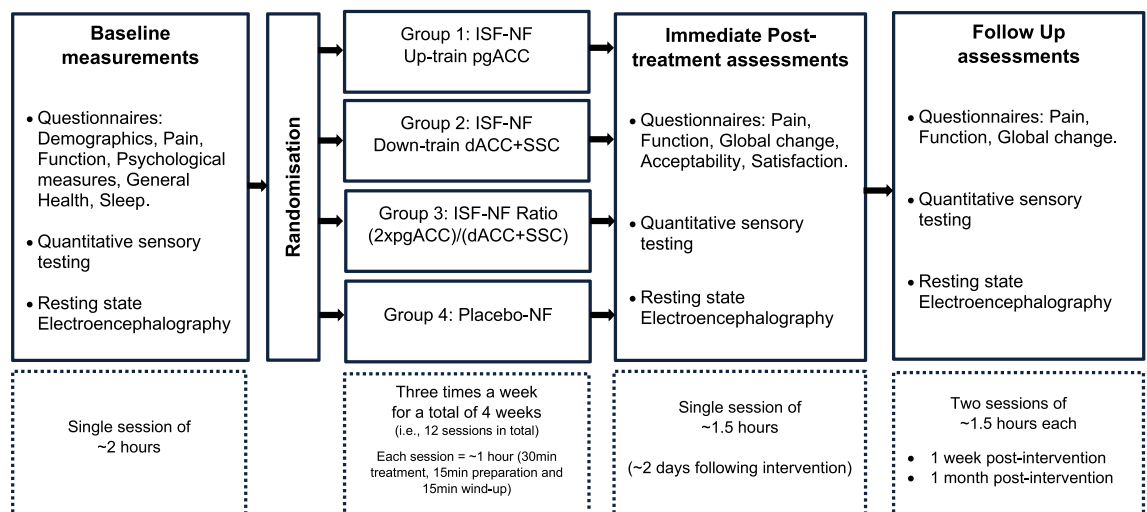 Baseline
measurements
• Questionnaires:
Demographics, Pain,
Function, Psychological
measures, General
Health, Sleep.
• Quantitative sensory
testing
• Resting state
Electroencephalography
Single session of
~2 hours
Randomisation
Group 1: ISF-NF
Up-train pgACC
Group 2: ISF-NF
Down-train dACC+SSC
Group 3: ISF-NF Ratio
(2xpgACC)/(dACC+SSC)
Group 4: Placebo-NF
Three times a week
for a total of 4 weeks
(i.e., 12 sessions in total)
Each session = ~1 hour (30min
treatment, 15min preparation and
15min wind-up)
Immediate Post-
treatment assessments
• Questionnaires: Pain,
Function, Global change,
Acceptability, Satisfaction.
• Quantitative sensory
testing
• Resting state
Electroencephalography
Single session of
~1.5 hours
(~2 days following intervention)
Follow Up
assessments
• Questionnaires: Pain,
Function, Global change.
• Quantitative sensory
testing
• Resting state
Electroencephalography
Two sessions of
~1.5 hours each
• 1 week post-intervention
• 1 month post-intervention